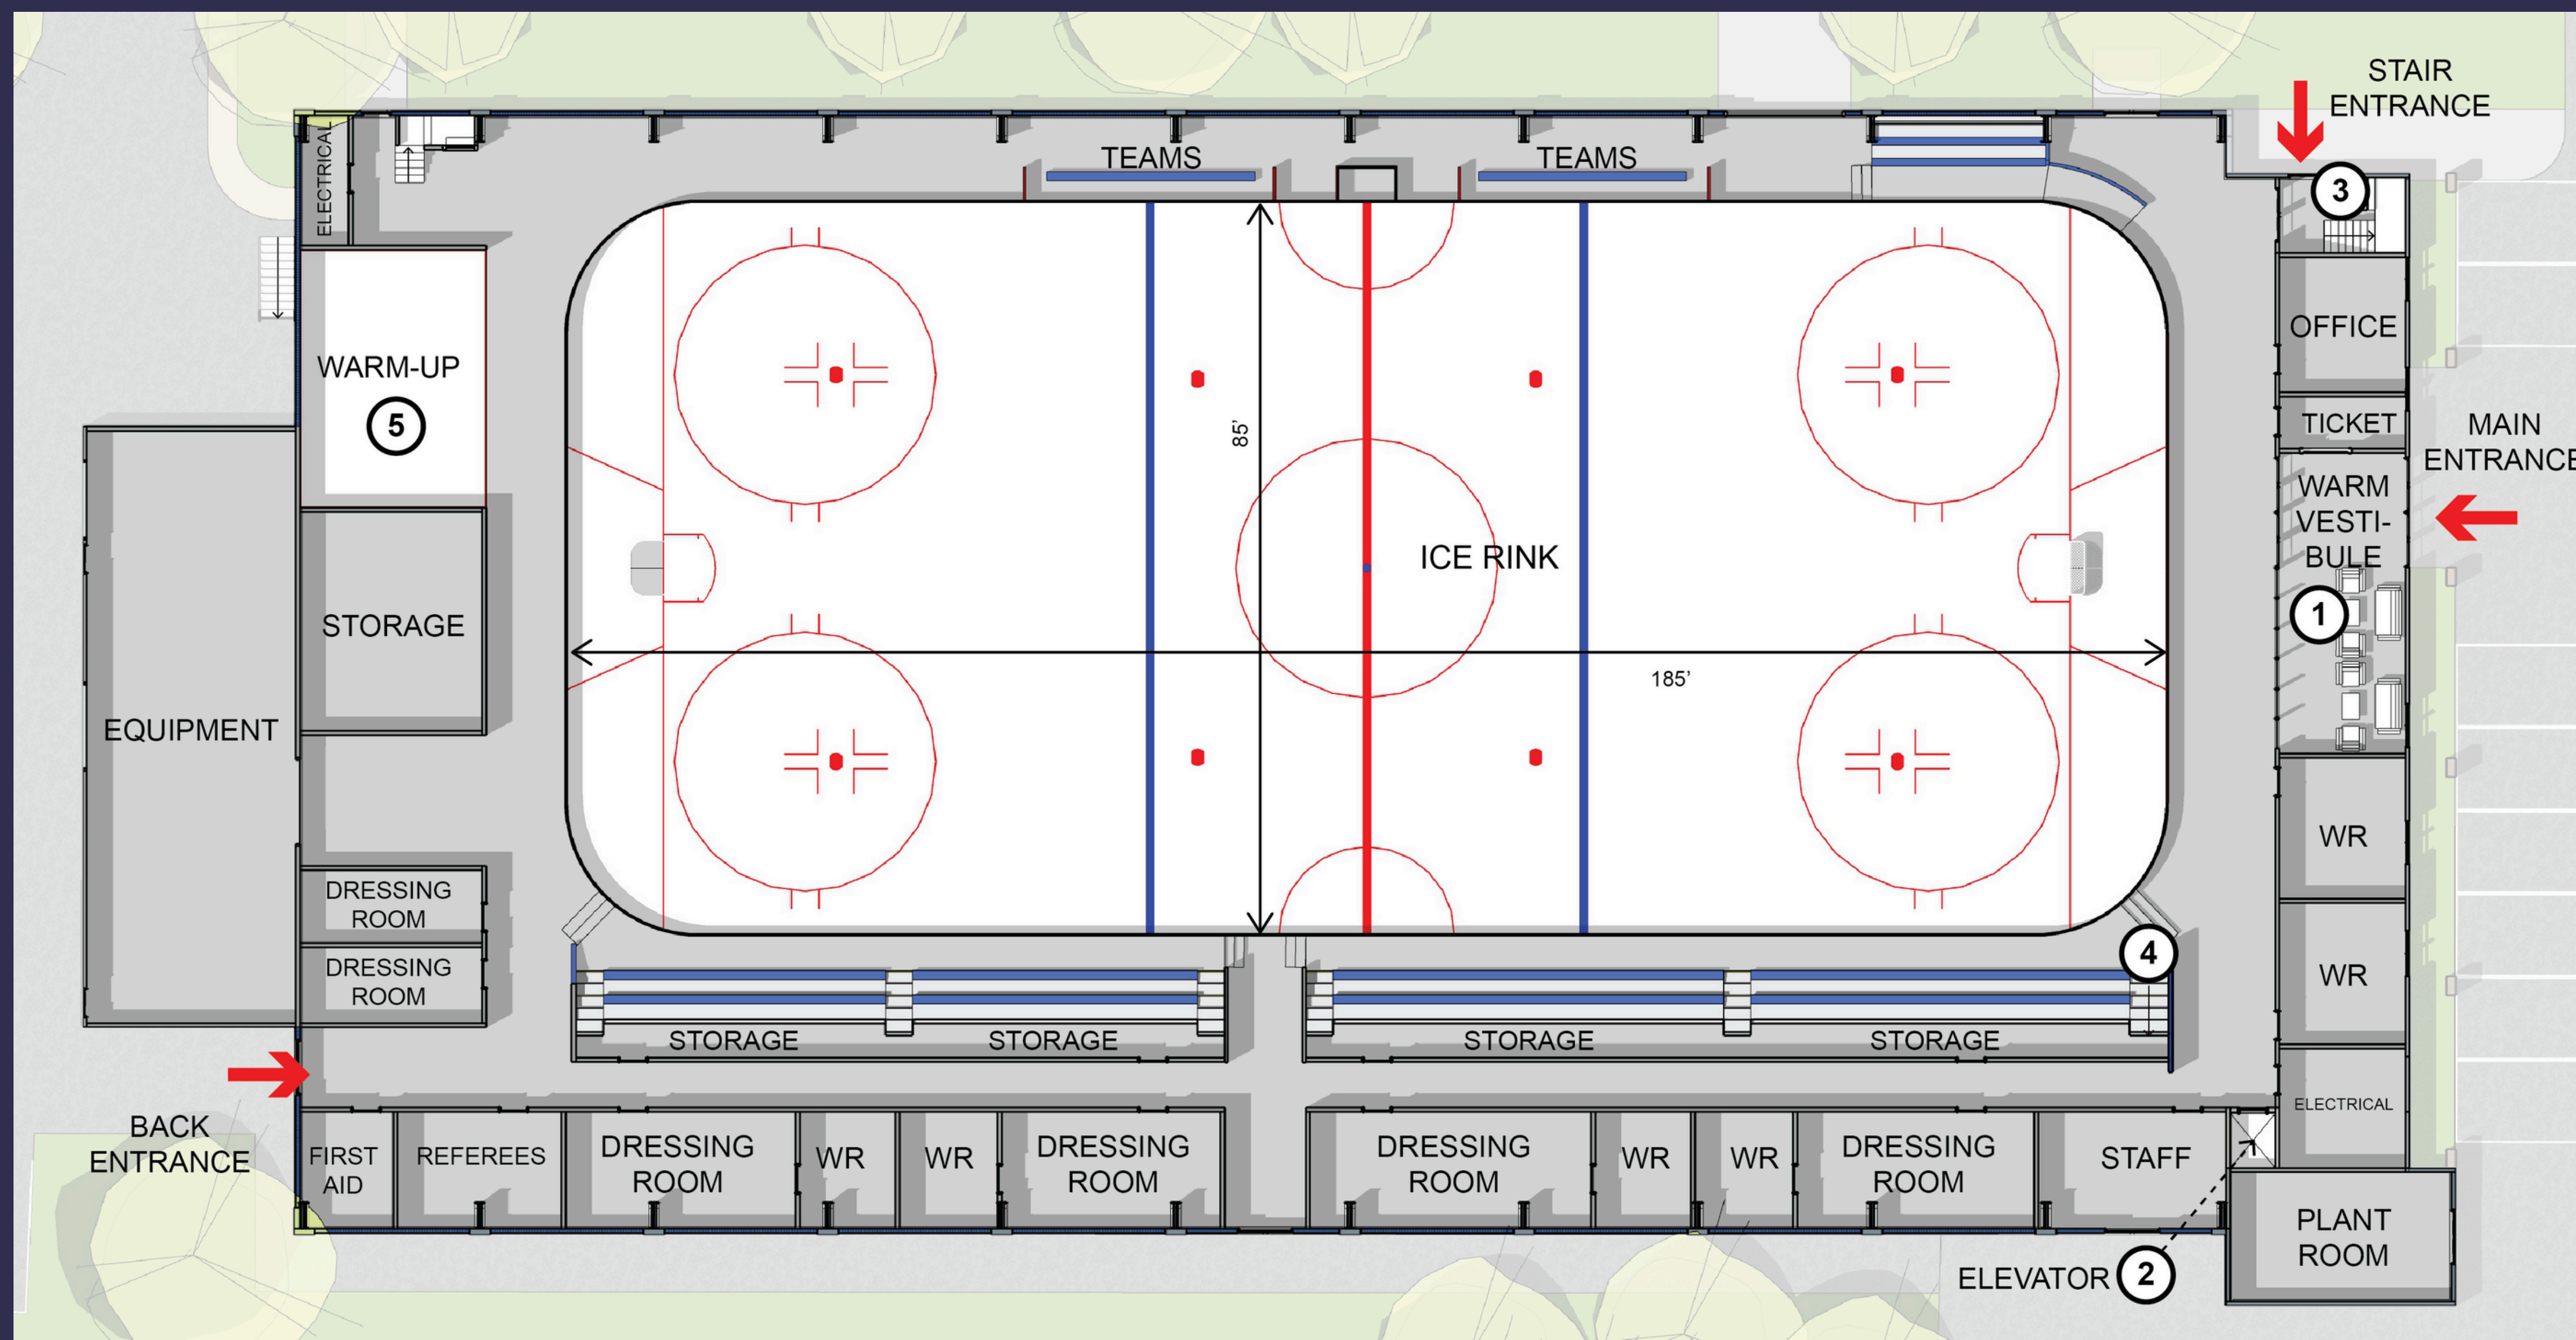 STAIR
ENTRANCE
ELECTRICAL
TEAMS
TEAMS
3
OFFICE
WARM-UP
5
TICKET
MAIN
ENTRANCE
85'
WARM
VESTI-
BULE
1
ICE RINK
STORAGE
185'
EQUIPMENT
WR
DRESSING
ROOM
DRESSING
ROOM
4
WR
STORAGE
STORAGE
STORAGE
STORAGE
ELECTRICAL
BACK
ENTRANCE
FIRST
AID
REFEREES
DRESSING
ROOM
WR
WR
DRESSING
ROOM
DRESSING
ROOM
WR
WR
DRESSING
ROOM
STAFF
PLANT
ROOM
ELEVATOR 2